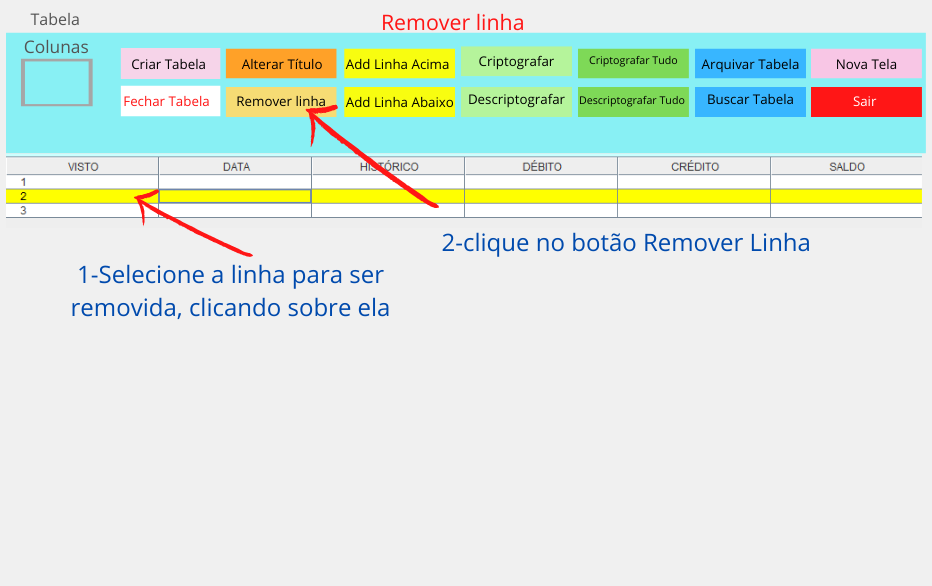 Tabela
Remover linha
Colunas
Criar Tabela
Alterar Título
Add Linha Acima
Criptografar
Criptografar Tudo
Arquivar Tabela
Nova Tela
Fechar Tabela
Remover linha
Add Linha Abaixo
Descriptografar
Descriptografar Tudo
Buscar Tabela
Sair
VISTO DATA HISTÓRICO DÉBITO CRÉDITO SALDO
1
2
3
2-clique no botão Remover Linha
1-Selecione a linha para ser
removida, clicando sobre ela